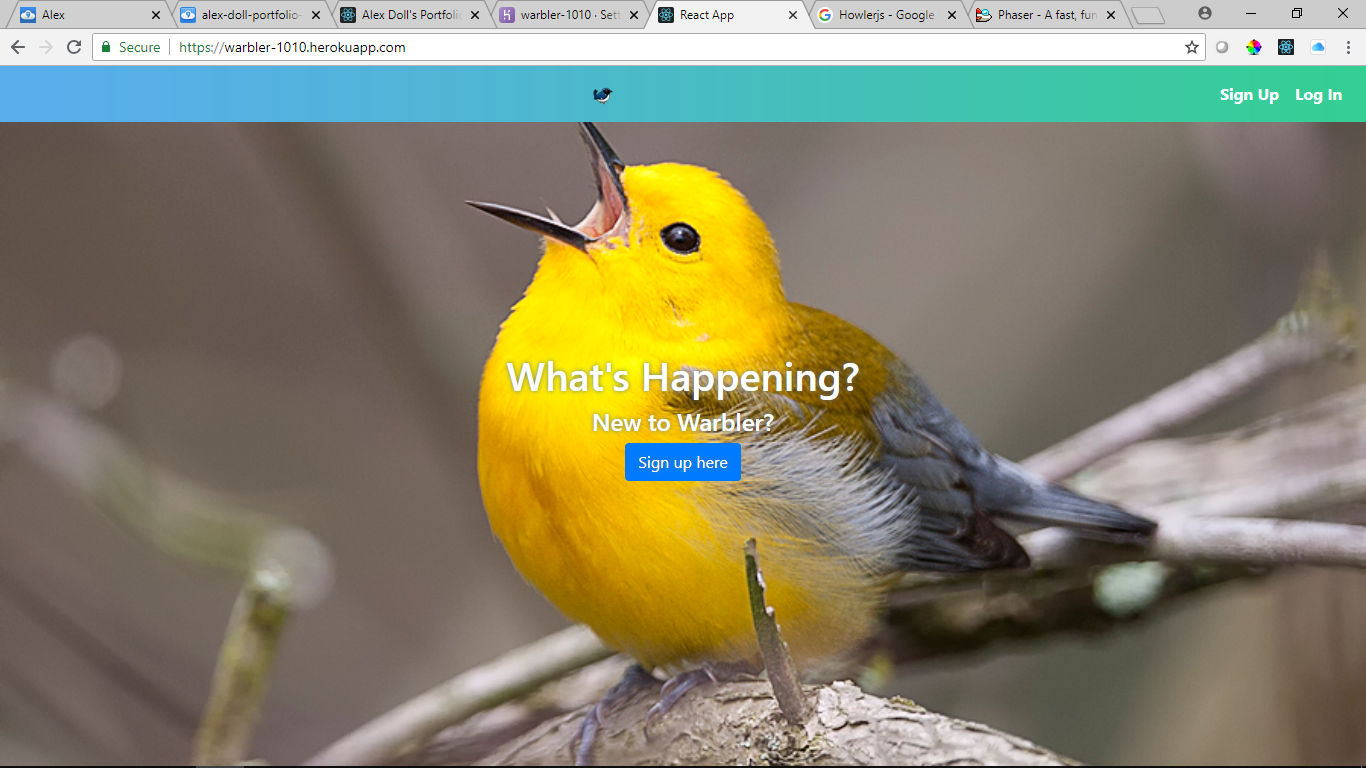 Alex
alex-doll-portfolio-
Alex Doll's Portfolio
warbler-1010 · Sett
React App
Howlerjs - Google
Phaser - A fast, fun
Secure
https://warbler-1010.herokuapp.com
Sign Up
Log In
What's Happening?
New to Warbler?
Sign up here